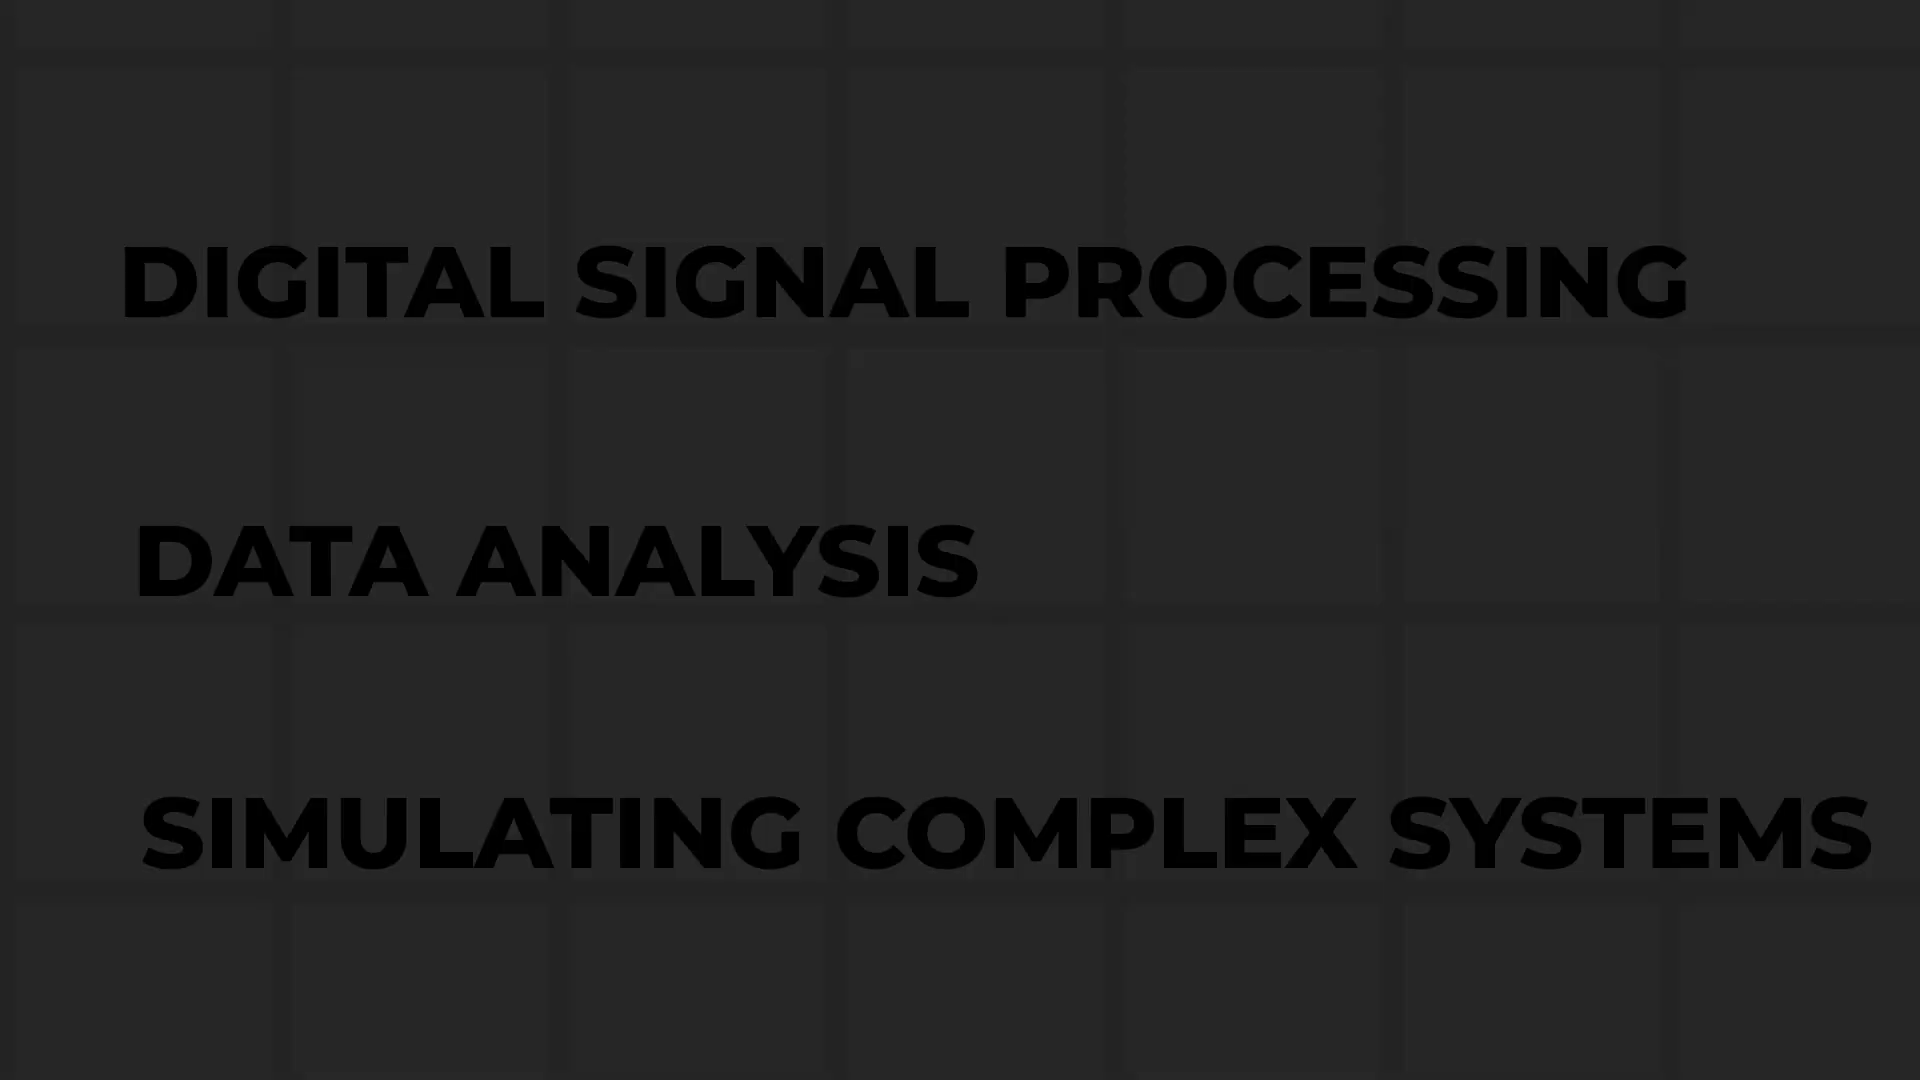 DIGITAL SIGNAL PROCESSING
DATA ANALYSIS
SIMULATING COMPLEX SYSTEMS